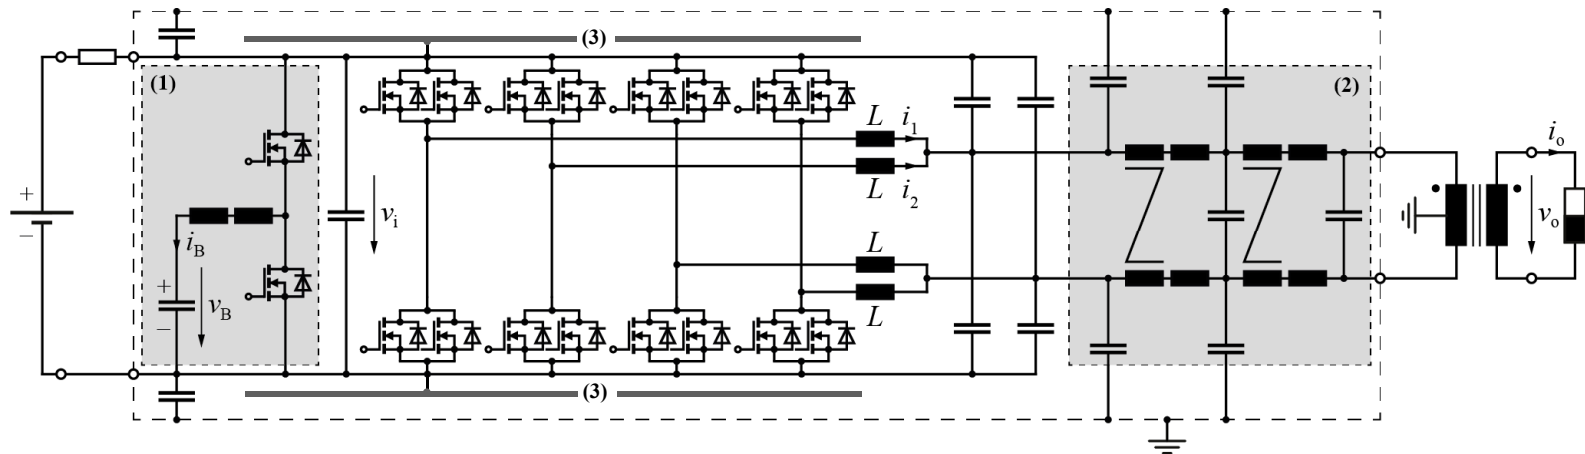 (3)
(1)
(2)
+
−
L
i1
L
i2
io
vi
vo
iB
+
−
vB
L
L
(3)